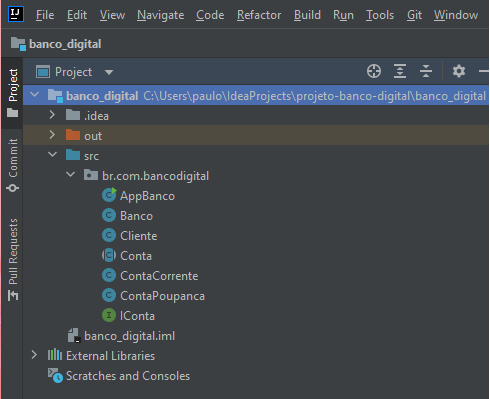 IJ File Edit View Navigate Code Refactor Build Run Tools Git Window
banco_digital
Project
Project
Commit
Pull Requests
banco_digital C:\Users\paulo\IdeaProjects\projeto-banco-digital\banco_digital
.idea
out
src
br.com.bancodigital
C AppBanco
C Banco
C Cliente
C Conta
C ContaCorrente
C ContaPoupanca
I IConta
banco_digital.iml
External Libraries
Scratches and Consoles